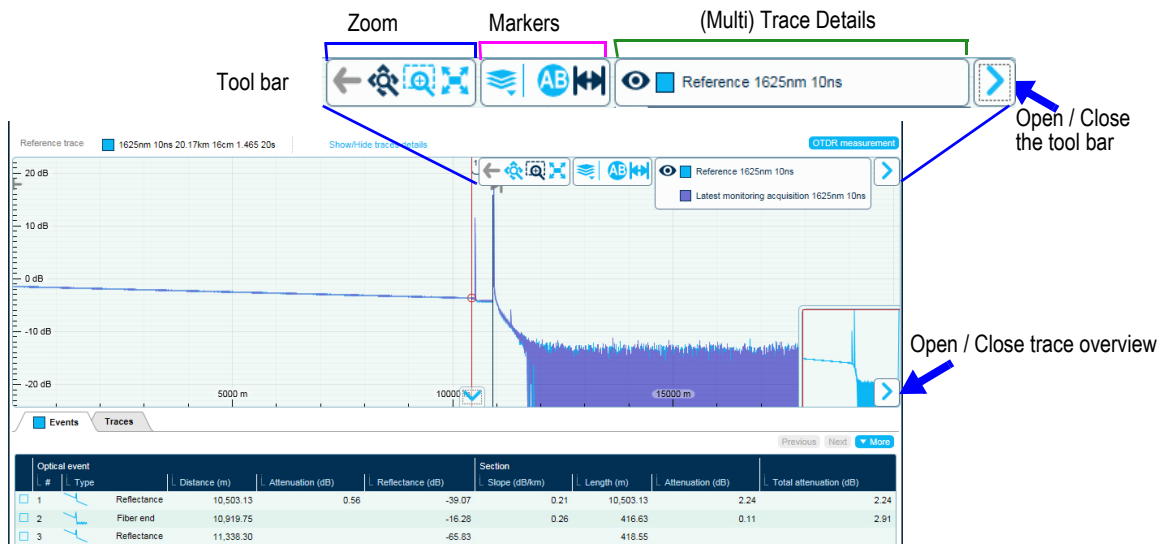 Zoom Markers (Multi) Trace Details
Tool bar
AB Reference 1625nm 10ns
Open / Close
the tool bar
Reference trace 1625nm 10ns 20.17km 16cm 1.465 20s Show/Hide traces details OTDR measurement
20 dB
1
AB Reference 1625nm 10ns
Latest monitoring acquisition 1625nm 10ns
10 dB
0 dB
-10 dB
Open / Close trace overview
-20 dB
5000 m 10000 15000 m
Events Traces
Previous Next More
Optical event Section
# Type Distance (m) Attenuation (dB) Reflectance (dB) Slope (dB/km) Length (m) Attenuation (dB) Total attenuation (dB)
1 Reflectance 10,503.13 0.56 -39.07 0.21 10,503.13 2.24 2.24
2 Fiber end 10,919.75 -16.28 0.26 416.63 0.11 2.91
3 Reflectance 11,338.30 -65.83 418.55